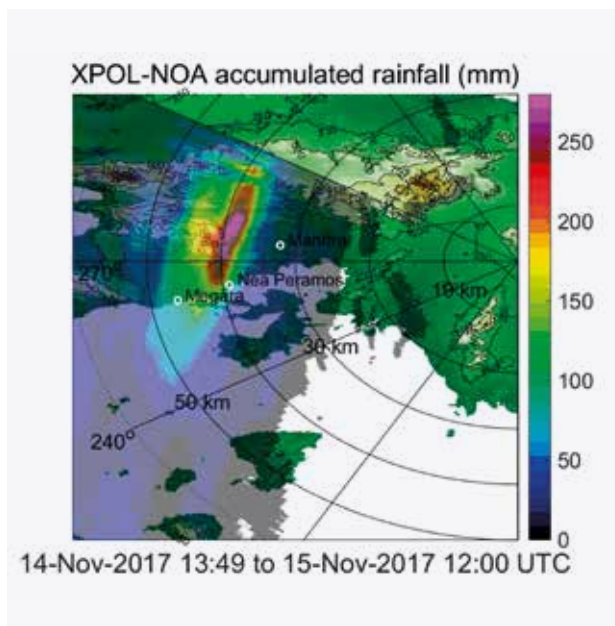 XPOL-NOA accumulated rainfall (mm)
250
200
150
100
50
0
270°
Mandra
Nea Peramos
Megara
10 km
30 km
50 km
240°
14-Nov-2017 13:49 to 15-Nov-2017 12:00 UTC